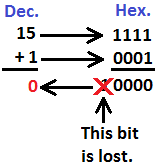 Dec. Hex.
15 1111
+ 1 0001
0 10000
This bit
is lost.